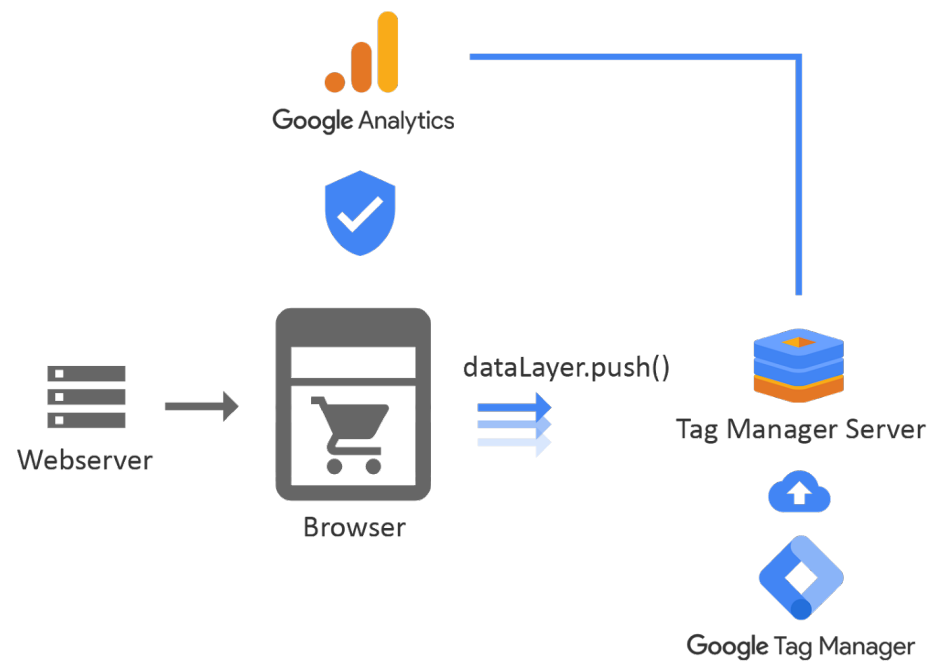 Google Analytics
dataLayer.push()
Tag Manager Server
Webserver
Browser
Google Tag Manager